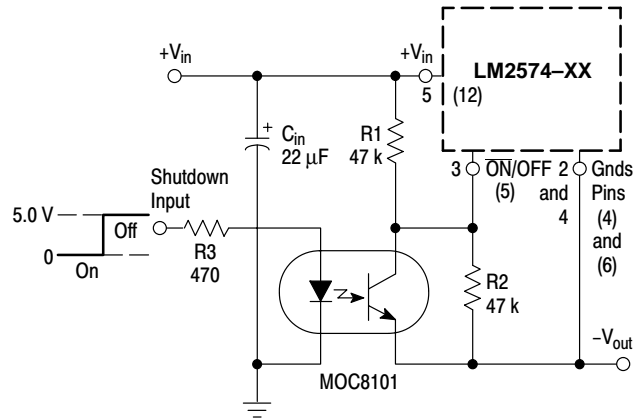 +Vin
+Vin
LM2574–XX
5
(12)
+
Cin
22 μF
R1
47 k
Shutdown
Input
5.0 V
Off
0
On
R3
470
3
ON/OFF
(5)
2
and
4
Gnds
Pins
(4)
and
(6)
R2
47 k
–Vout
MOC8101